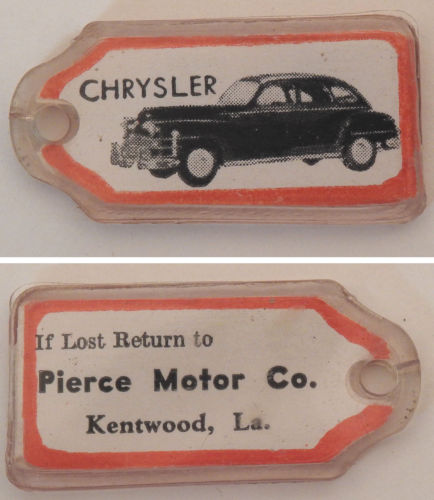 CHRYSLER
If Lost Return to
Pierce Motor Co.
Kentwood, La.